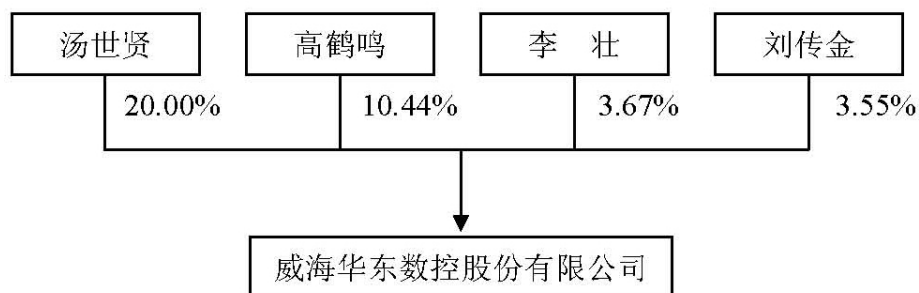 汤世贤 高鹤鸣 李 壮 刘传金
20.00% 10.44% 3.67% 3.55%
威海华东数控股份有限公司